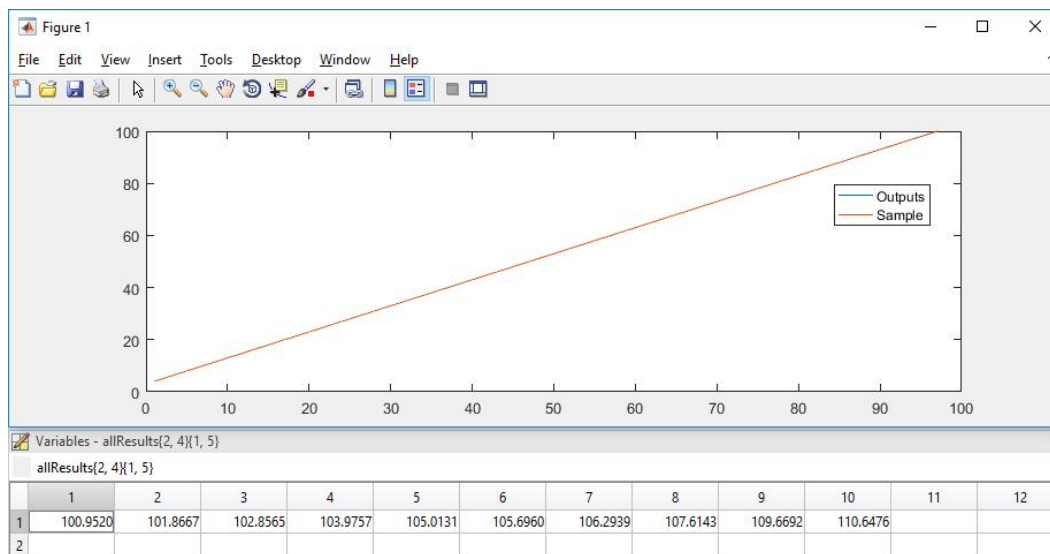 Figure 1
File Edit View Insert Tools Desktop Window Help
100
80
60
40
20
0
0 10 20 30 40 50 60 70 80 90 100
Outputs
Sample
Variables - allResults{2, 4}{1, 5}
allResults{2, 4}{1, 5}
1 2 3 4 5 6 7 8 9 10 11 12
1 100.9520 101.8667 102.8565 103.9757 105.0131 105.6960 106.2939 107.6143 109.6692 110.6476
2